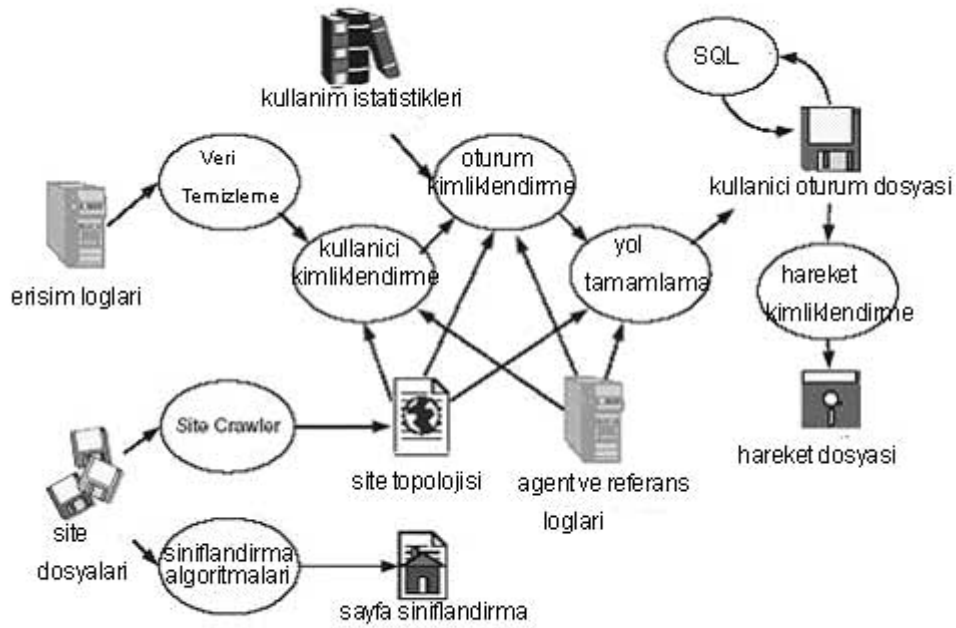 SQL
kullanim istatistikleri
Veri
Temizleme
oturum
kimliklendirme
kullanici oturum dosyasi
kullanici
kimliklendirme
yol
tamamlama
erisim loglari
hareket
kimliklendirme
Site Crawler
site topolojisi
agent ve referans
loglari
hareket dosyasi
site
dosyalari
siniflandirma
algoritmalari
sayfa siniflandirma